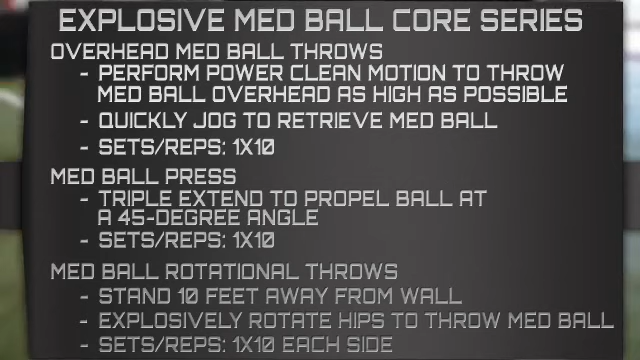 EXPLOSIVE MED BALL CORE SERIES
OVERHEAD MED BALL THROWS
- PERFORM POWER CLEAN MOTION TO THROW
MED BALL OVERHEAD AS HIGH AS POSSIBLE
- QUICKLY JOG TO RETRIEVE MED BALL
- SETS/REPS: 1X10
MED BALL PRESS
- TRIPLE EXTEND TO PROPEL BALL AT
A 45-DEGREE ANGLE
- SETS/REPS: 1X10
MED BALL ROTATIONAL THROWS
- STAND 10 FEET AWAY FROM WALL
- EXPLOSIVELY ROTATE HIPS TO THROW MED BALL
- SETS/REPS: 1X10 EACH SIDE